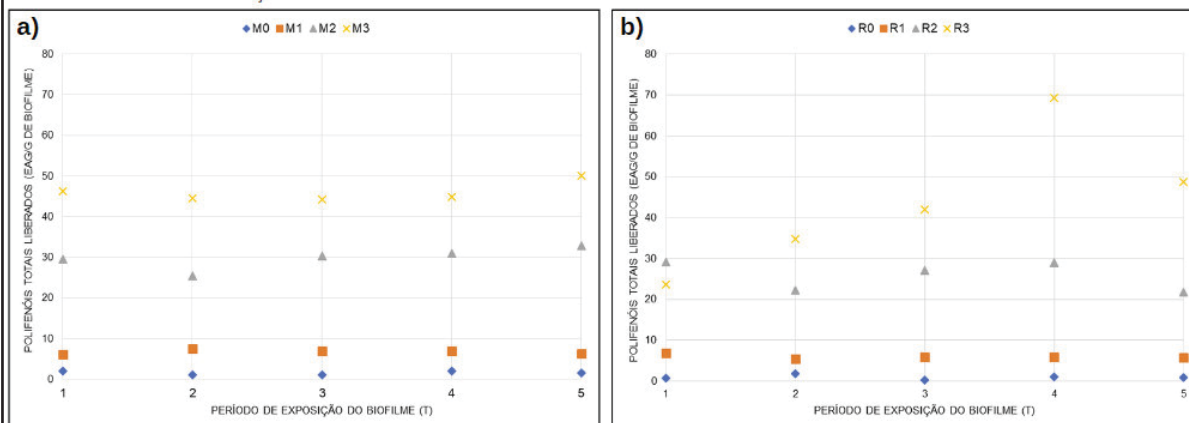 a)
M0 M1 M2 M3
POLIFENÓIS TOTAIS LIBERADOS (EAG/G DE BIOFILME)
80
70
60
50
40
30
20
10
0
1 2 3 4 5
PERÍODO DE EXPOSIÇÃO DO BIOFILME (T)
b)
R0 R1 R2 R3
POLIFENÓIS TOTAIS LIBERADOS (EAG/G DE BIOFILME)
80
70
60
50
40
30
20
10
0
1 2 3 4 5
PERÍODO DE EXPOSIÇÃO DO BIOFILME (T)